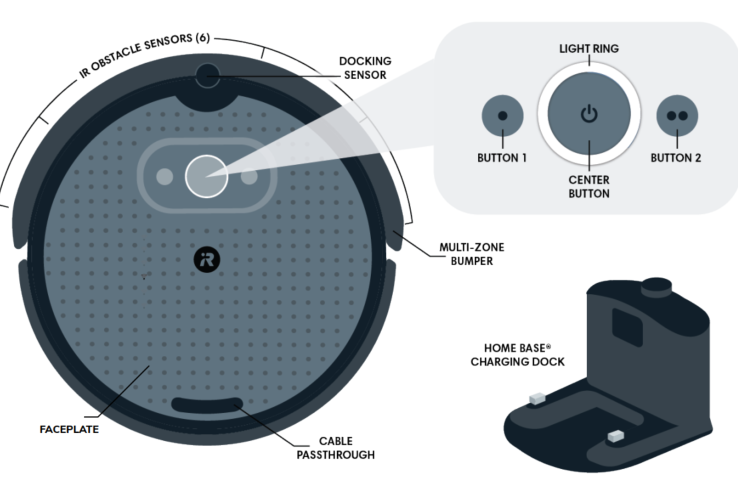 IR OBSTACLE SENSORS (6)
DOCKING
SENSOR
LIGHT RING
BUTTON 1
BUTTON 2
CENTER
BUTTON
MULTI-ZONE
BUMPER
iR
HOME BASE®
CHARGING DOCK
FACEPLATE
CABLE
PASSTHROUGH